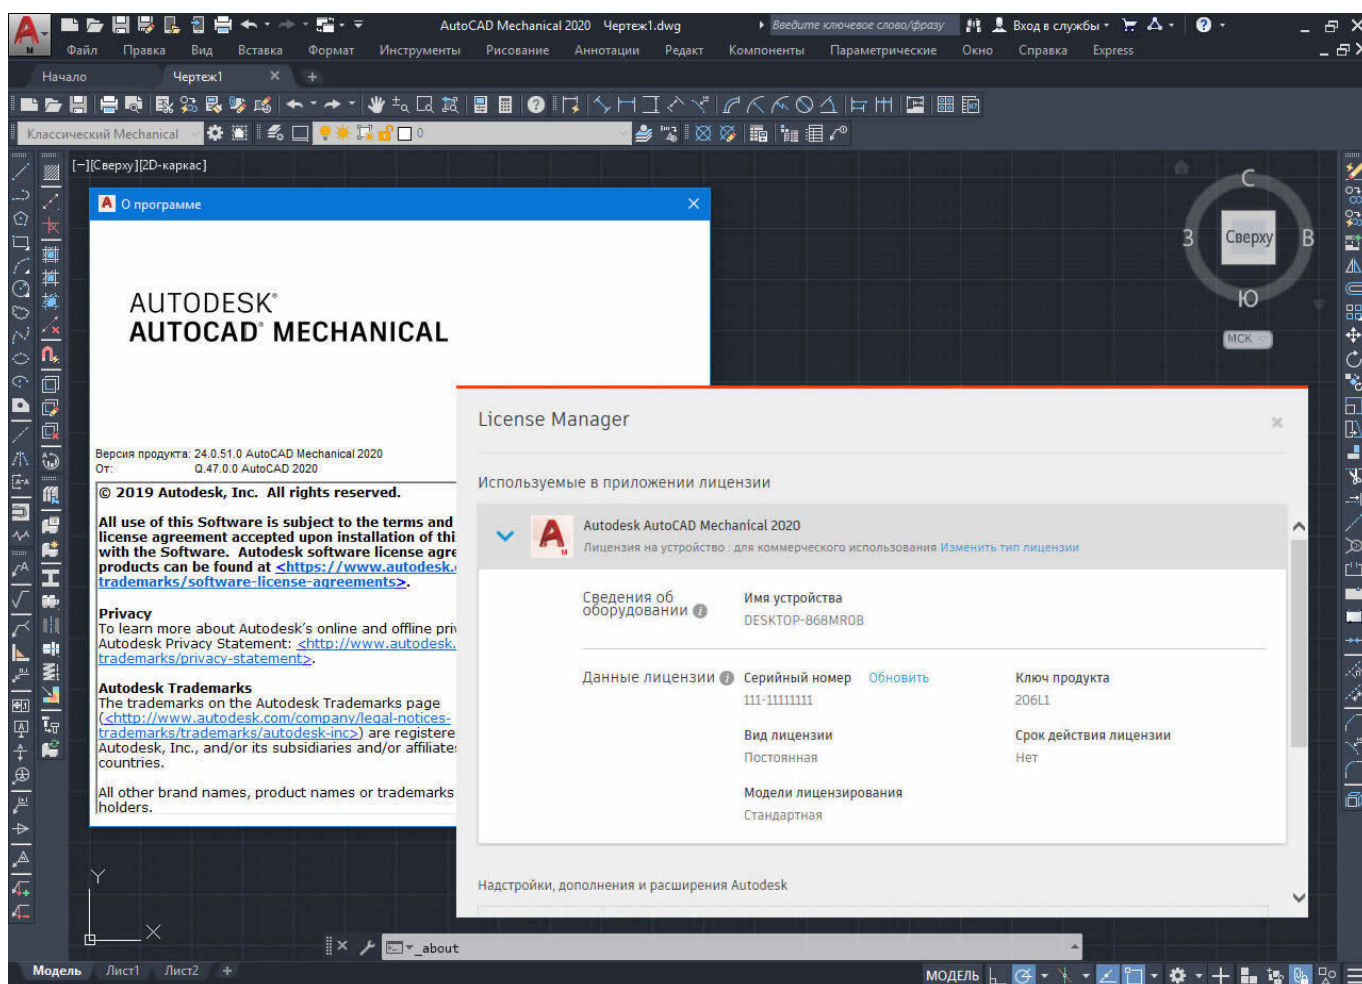 AutoCAD Mechanical 2020 Чертеж1.dwg
Введите ключевое слово/фразу
Вход в службы
Файл Правка Вид Вставка Формат Инструменты Рисование Аннотации Редакт Компоненты Параметрические Окно Справка Express
Начало Чертеж1
Классический Mechanical
0
[−][Сверху][2D-каркас]
О программе
С
З Сверху В
Ю
МСК
AUTODESK®
AUTOCAD® MECHANICAL
Версия продукта: 24.0.51.0 AutoCAD Mechanical 2020
От: Q.47.0.0 AutoCAD 2020
© 2019 Autodesk, Inc. All rights reserved.
All use of this Software is subject to the terms and
license agreement accepted upon installation of thi
with the Software. Autodesk software license agre
products can be found at <https://www.autodesk.
trademarks/software-license-agreements>.
Privacy
To learn more about Autodesk's online and offline priv
Autodesk Privacy Statement: <http://www.autodesk.
trademarks/privacy-statement>.
Autodesk Trademarks
The trademarks on the Autodesk Trademarks page
(<http://www.autodesk.com/company/legal-notices-
trademarks/trademarks/autodesk-inc>) are registere
Autodesk, Inc., and/or its subsidiaries and/or affiliate
countries.
All other brand names, product names or trademarks
holders.
License Manager
Используемые в приложении лицензии
Autodesk AutoCAD Mechanical 2020
Лицензия на устройство : для коммерческого использования Изменить тип лицензии
Сведения об
оборудовании
Имя устройства
DESKTOP-868MROB
Данные лицензии
Серийный номер Обновить
111-11111111
Ключ продукта
206L1
Вид лицензии
Постоянная
Срок действия лицензии
Нет
Модели лицензирования
Стандартная
Надстройки, дополнения и расширения Autodesk
Y
X
_about
Модель Лист1 Лист2 +
МОДЕЛЬ